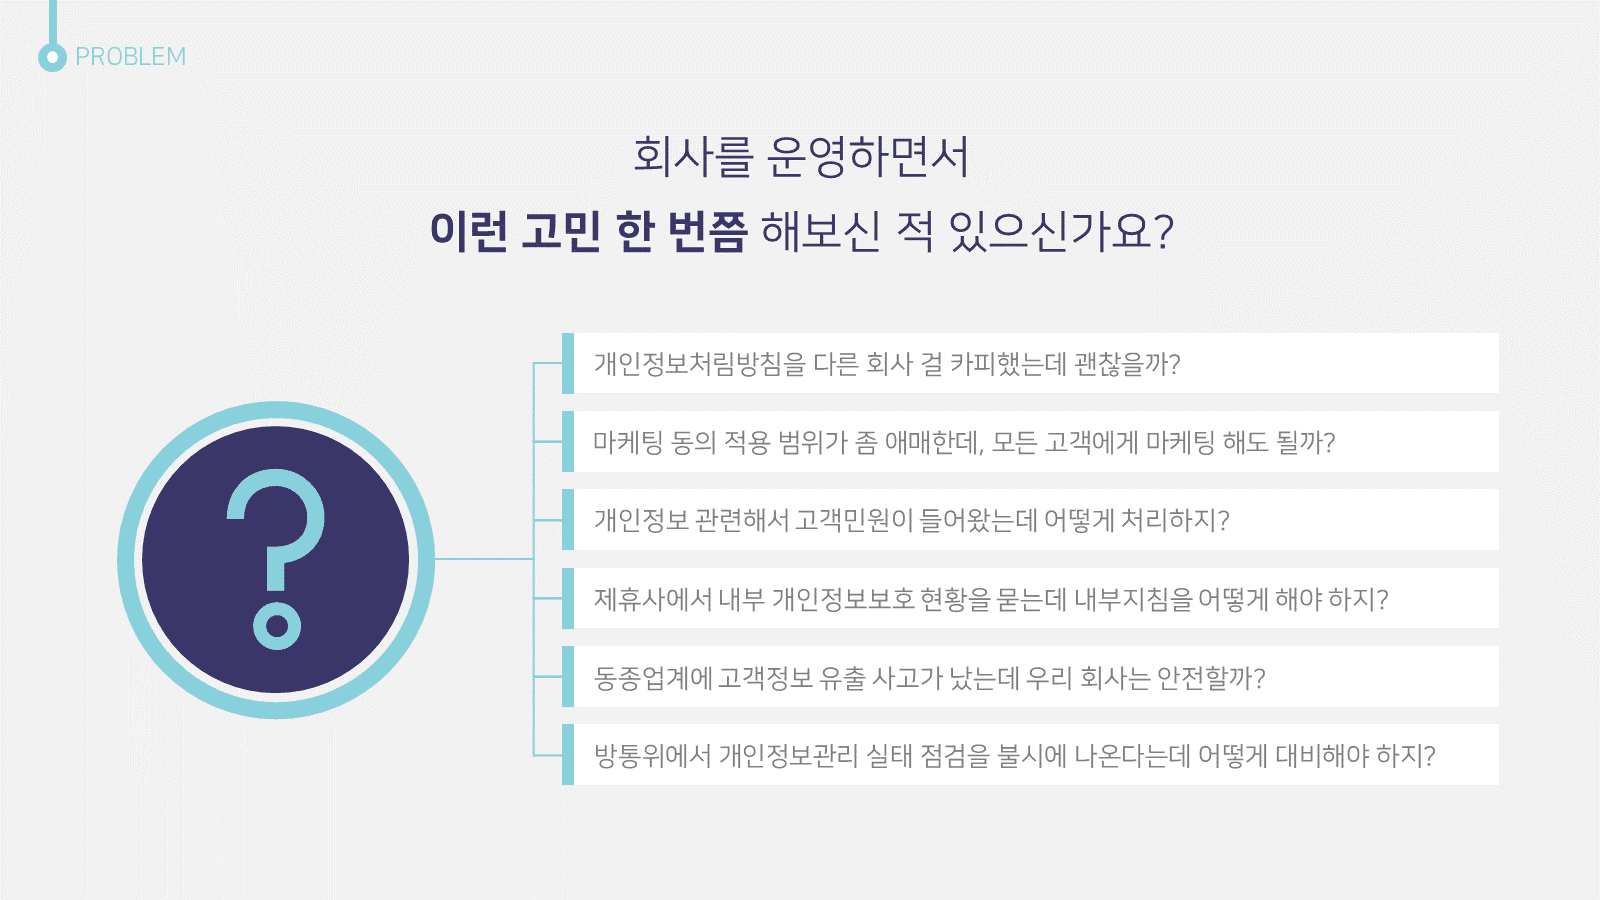 PROBLEM
회사를 운영하면서
이런 고민 한 번쯤 해보신 적 있으신가요?
개인정보처림방침을 다른 회사 걸 카피했는데 괜찮을까?
마케팅 동의 적용 범위가 좀 애매한데, 모든 고객에게 마케팅 해도 될까?
개인정보 관련해서 고객민원이 들어왔는데 어떻게 처리하지?
제휴사에서 내부 개인정보보호 현황을 묻는데 내부지침을 어떻게 해야 하지?
동종업계에 고객정보 유출 사고가 났는데 우리 회사는 안전할까?
방통위에서 개인정보관리 실태 점검을 불시에 나온다는데 어떻게 대비해야 하지?